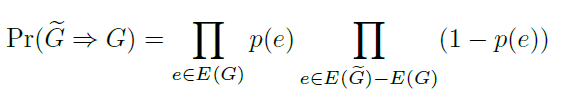 Pr(G̃ ⇒ G) = ∏_{e∈E(G)} p(e) ∏_{e∈E(G̃)−E(G)} (1 − p(e))